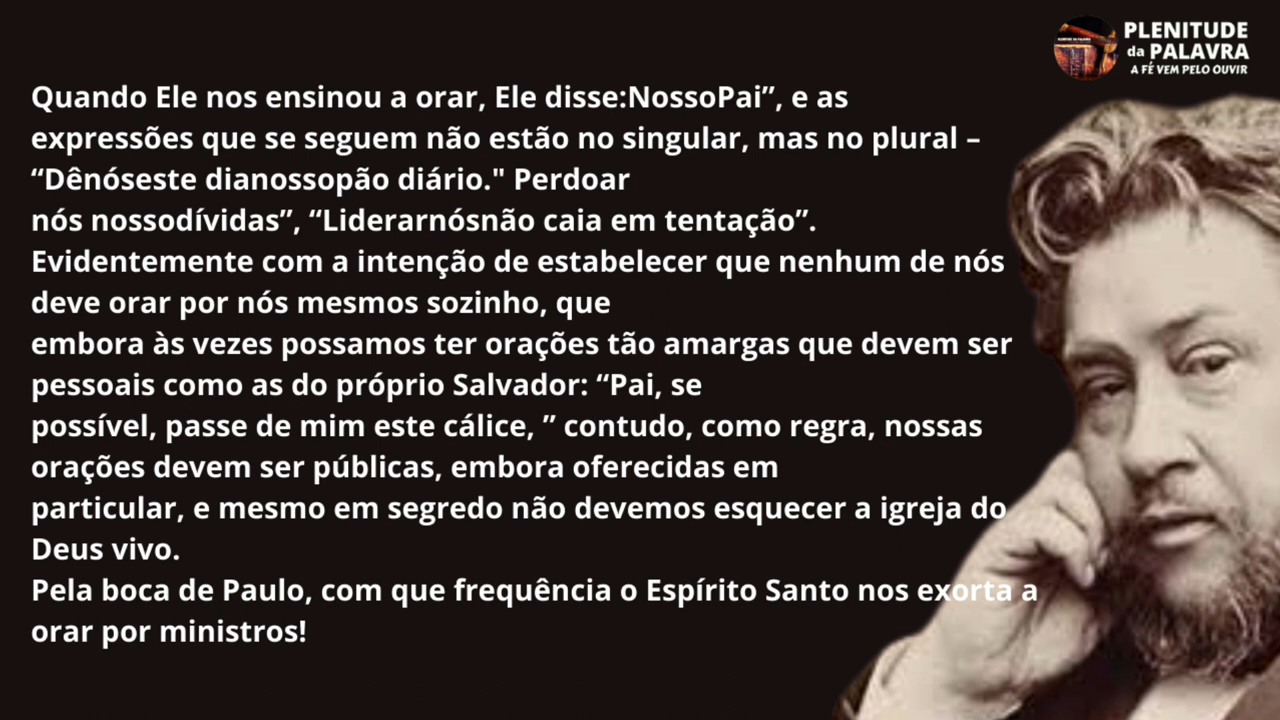 PLENITUDE
da PALAVRA
A FÉ VEM PELO OUVIR
Quando Ele nos ensinou a orar, Ele disse:NossoPai”, e as
expressões que se seguem não estão no singular, mas no plural –
“Dênóseste dianossopão diário." Perdoar
nós nossodívidas”, “Liderarnósnão caia em tentação”.
Evidentemente com a intenção de estabelecer que nenhum de nós
deve orar por nós mesmos sozinho, que
embora às vezes possamos ter orações tão amargas que devem ser
pessoais como as do próprio Salvador: “Pai, se
possível, passe de mim este cálice, ” contudo, como regra, nossas
orações devem ser públicas, embora oferecidas em
particular, e mesmo em segredo não devemos esquecer a igreja do
Deus vivo.
Pela boca de Paulo, com que frequência o Espírito Santo nos exorta a
orar por ministros!